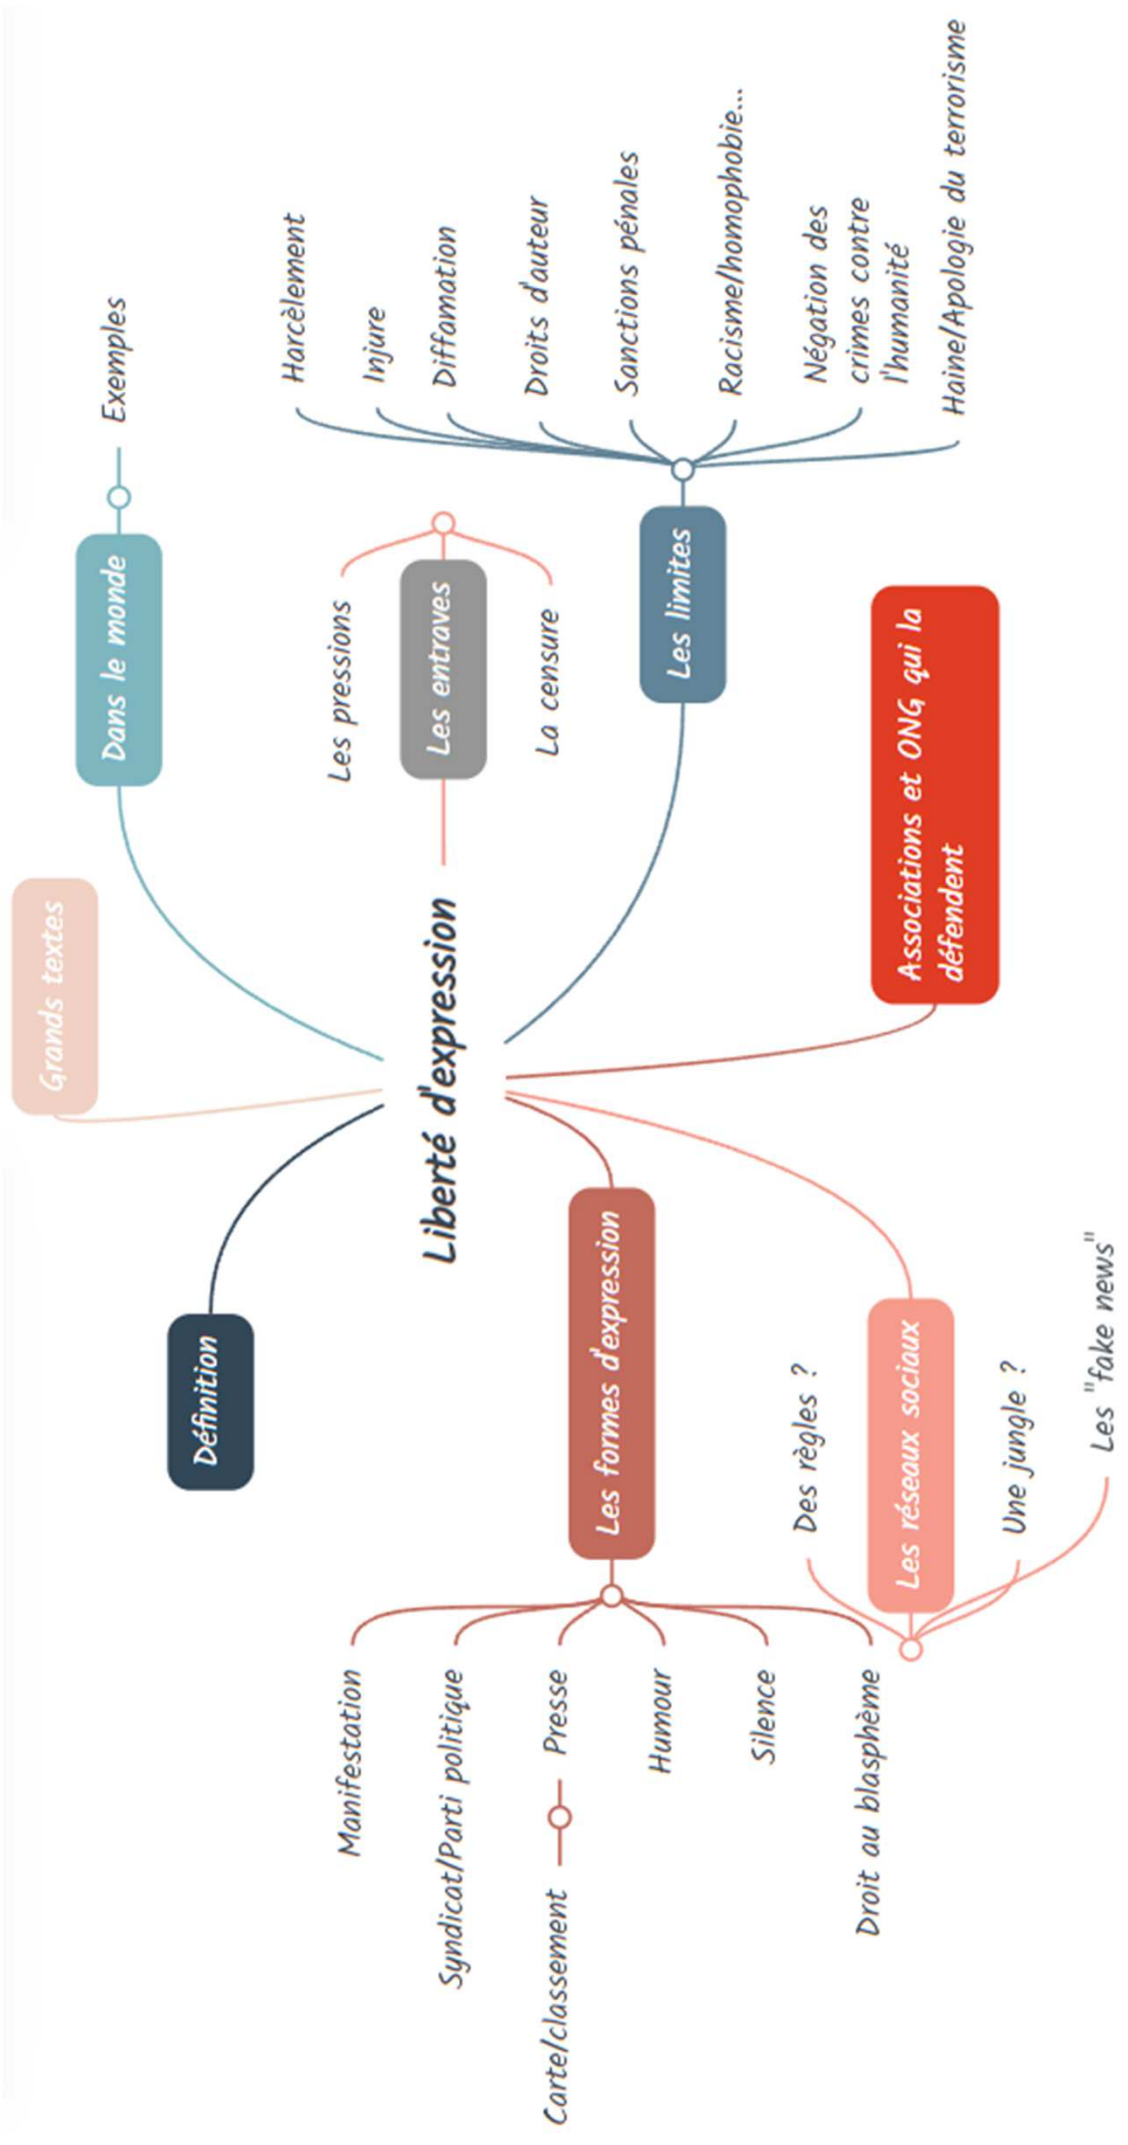 Liberté d'expression
Définition
Grands textes
Dans le monde
Exemples
Les entraves
Les pressions
La censure
Les limites
Harcèlement
Injure
Diffamation
Droits d'auteur
Sanctions pénales
Racisme/homophobie...
Négation des
crimes contre
l'humanité
Haine/Apologie du terrorisme
Associations et ONG qui la
défendent
Les formes d'expression
Manifestation
Syndicat/Parti politique
Carte/classement
Presse
Humour
Silence
Droit au blasphème
Les réseaux sociaux
Des règles ?
Une jungle ?
Les "fake news"